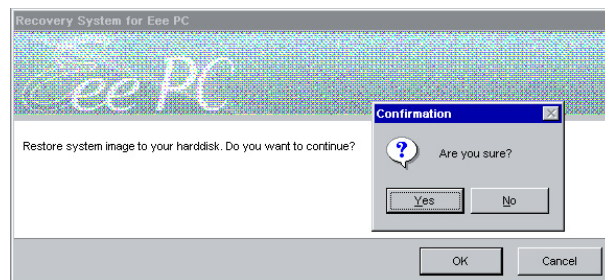 Recovery System for Eee PC
Eee PC
Confirmation
Restore system image to your harddisk. Do you want to continue?
Are you sure?
Yes
No
OK
Cancel